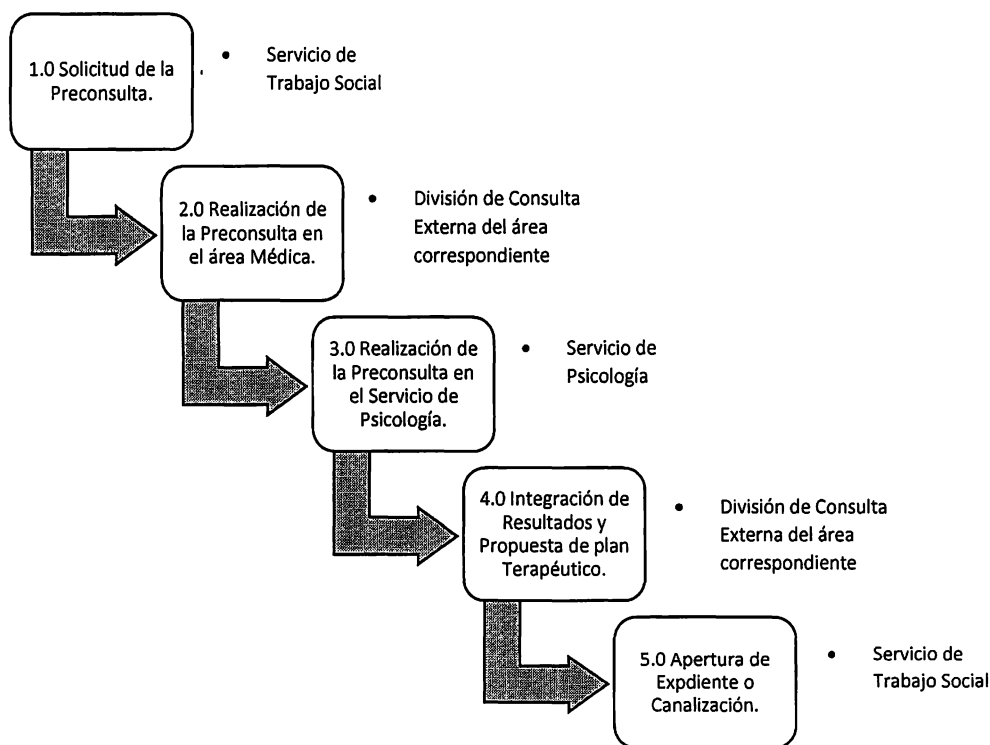 1.0 Solicitud de la
Preconsulta.
• Servicio de
Trabajo Social
2.0 Realización de
la Preconsulta en
el área Médica.
• División de Consulta
Externa del área
correspondiente
3.0 Realización de
la Preconsulta en
el Servicio de
Psicología.
• Servicio de
Psicología
4.0 Integración de
Resultados y
Propuesta de plan
Terapéutico.
• División de Consulta
Externa del área
correspondiente
5.0 Apertura de
Expdiente o
Canalización.
• Servicio de
Trabajo Social